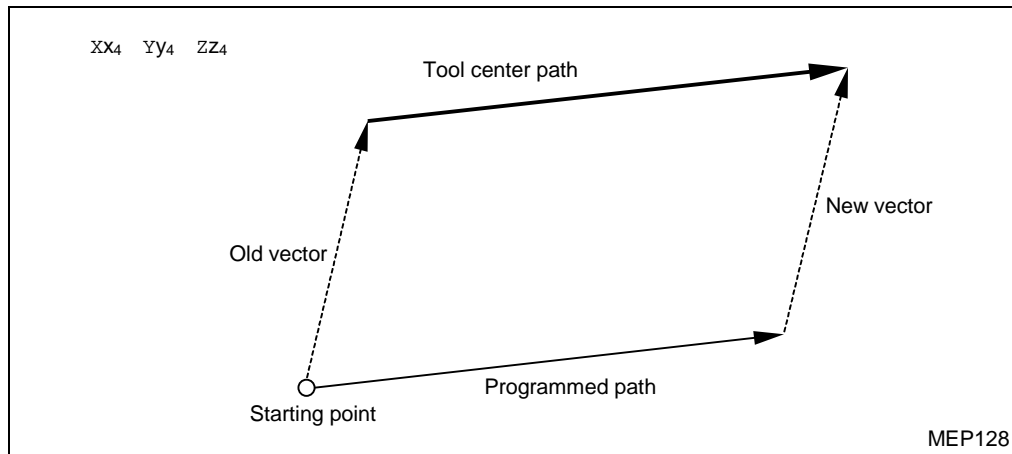 Xx₄ Yy₄ Zz₄
Tool center path
New vector
Old vector
Programmed path
Starting point
MEP128